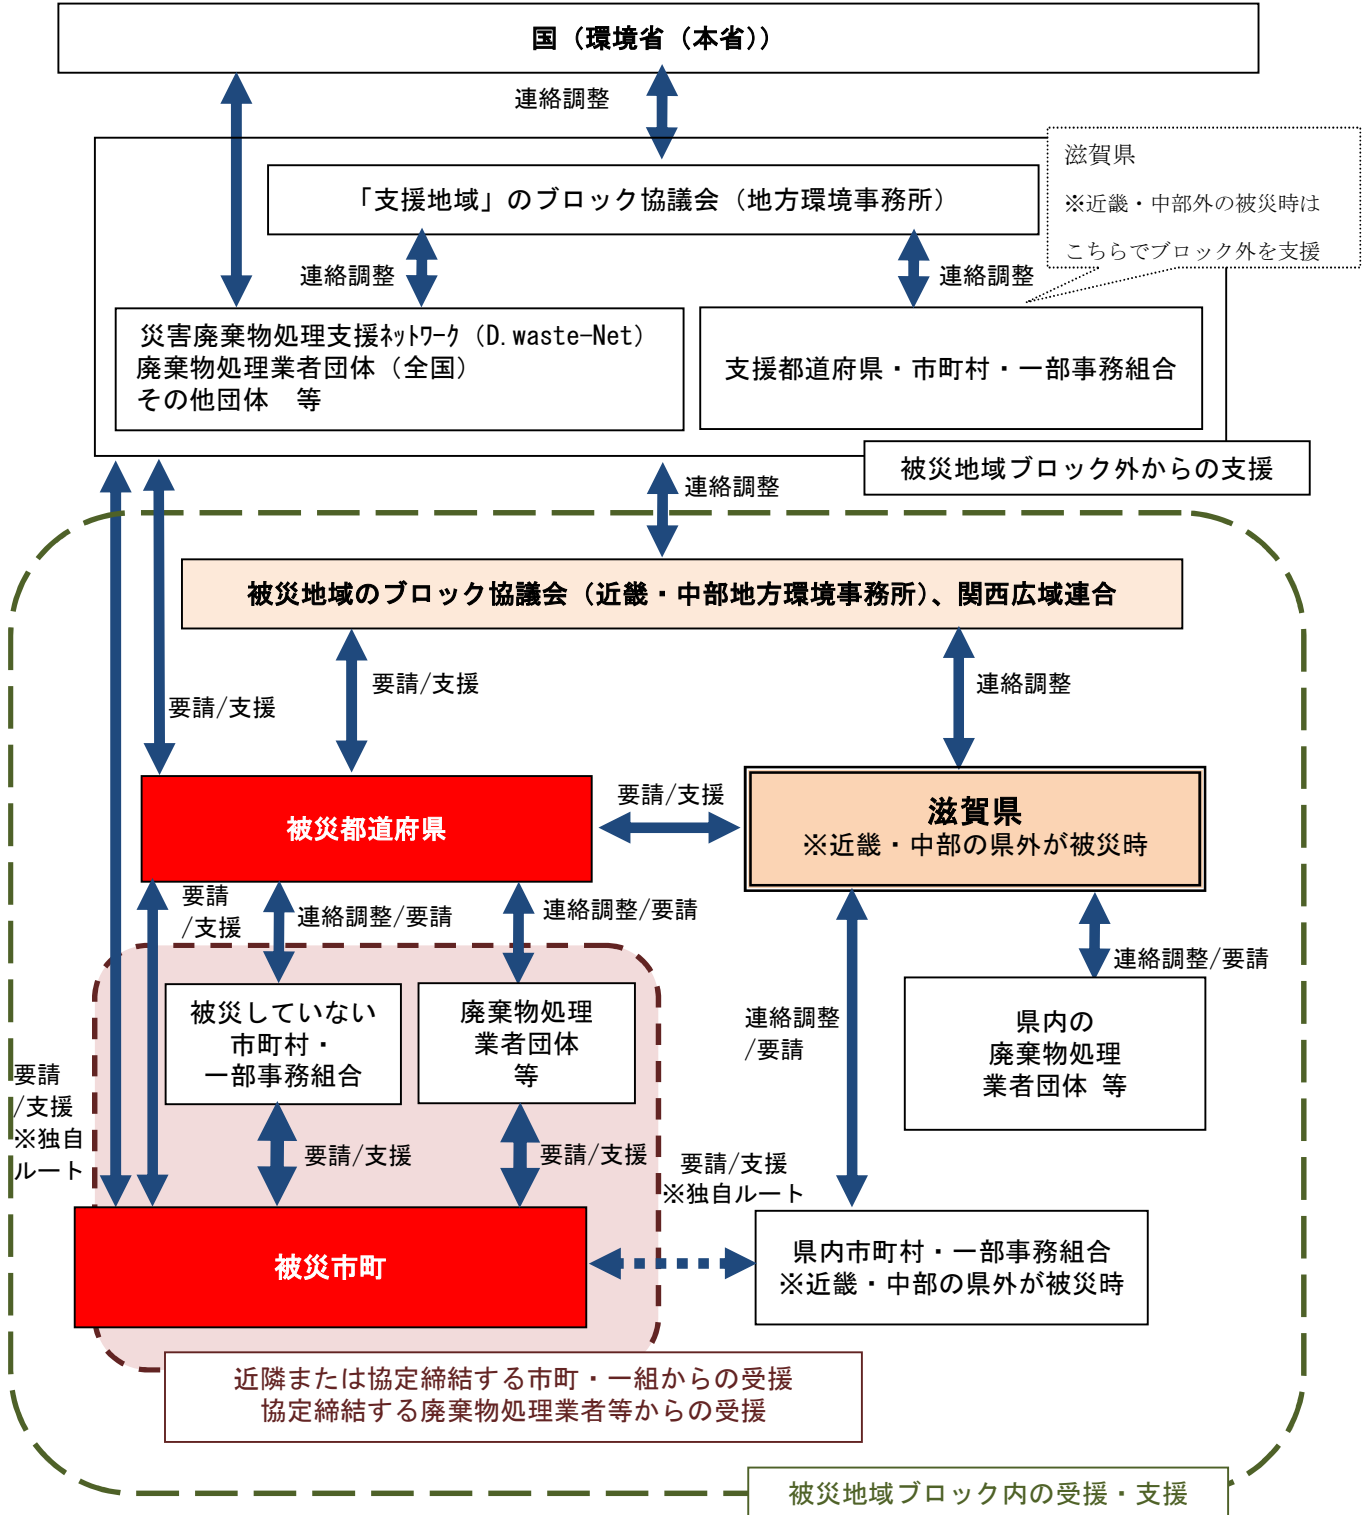 国（環境省（本省））
連絡調整
「支援地域」のブロック協議会（地方環境事務所）
滋賀県
※近畿・中部外の被災時は
こちらでブロック外を支援
連絡調整
連絡調整
災害廃棄物処理支援ﾈｯﾄﾜｰｸ（D.waste-Net）
廃棄物処理業者団体（全国）
その他団体　等
支援都道府県・市町村・一部事務組合
被災地域ブロック外からの支援
連絡調整
被災地域のブロック協議会（近畿・中部地方環境事務所）、関西広域連合
要請/支援
要請/支援
連絡調整
被災都道府県
要請/支援
滋賀県
※近畿・中部の県外が被災時
要請
/支援
連絡調整/要請
連絡調整/要請
連絡調整/要請
被災していない
市町村・
一部事務組合
廃棄物処理
業者団体
等
連絡調整
/要請
県内の
廃棄物処理
業者団体 等
要請
/支援
※独自
ルート
要請/支援
要請/支援
要請/支援
※独自ルート
被災市町
県内市町村・一部事務組合
※近畿・中部の県外が被災時
近隣または協定締結する市町・一組からの受援
協定締結する廃棄物処理業者等からの受援
被災地域ブロック内の受援・支援